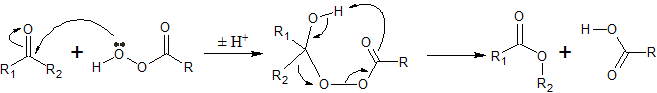 O
R₁ R₂
+
O
O
H O R
± H⁺
O H
R₁ O
R₂ R
O O
O
R₁ O
R₂
+
H O
R
O